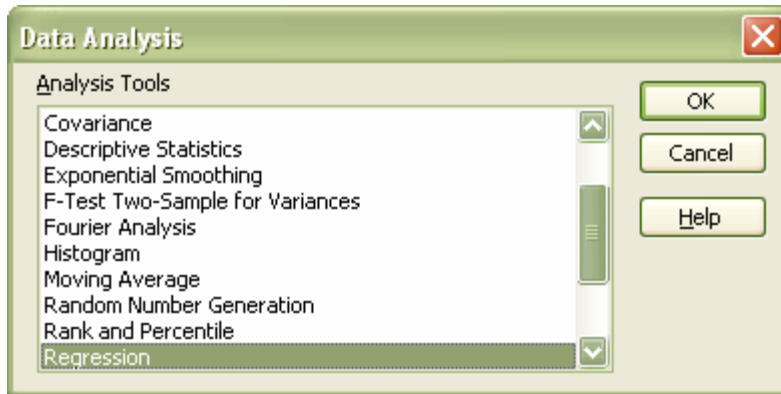 Data Analysis
Analysis Tools
Covariance
Descriptive Statistics
Exponential Smoothing
F-Test Two-Sample for Variances
Fourier Analysis
Histogram
Moving Average
Random Number Generation
Rank and Percentile
Regression
OK
Cancel
Help